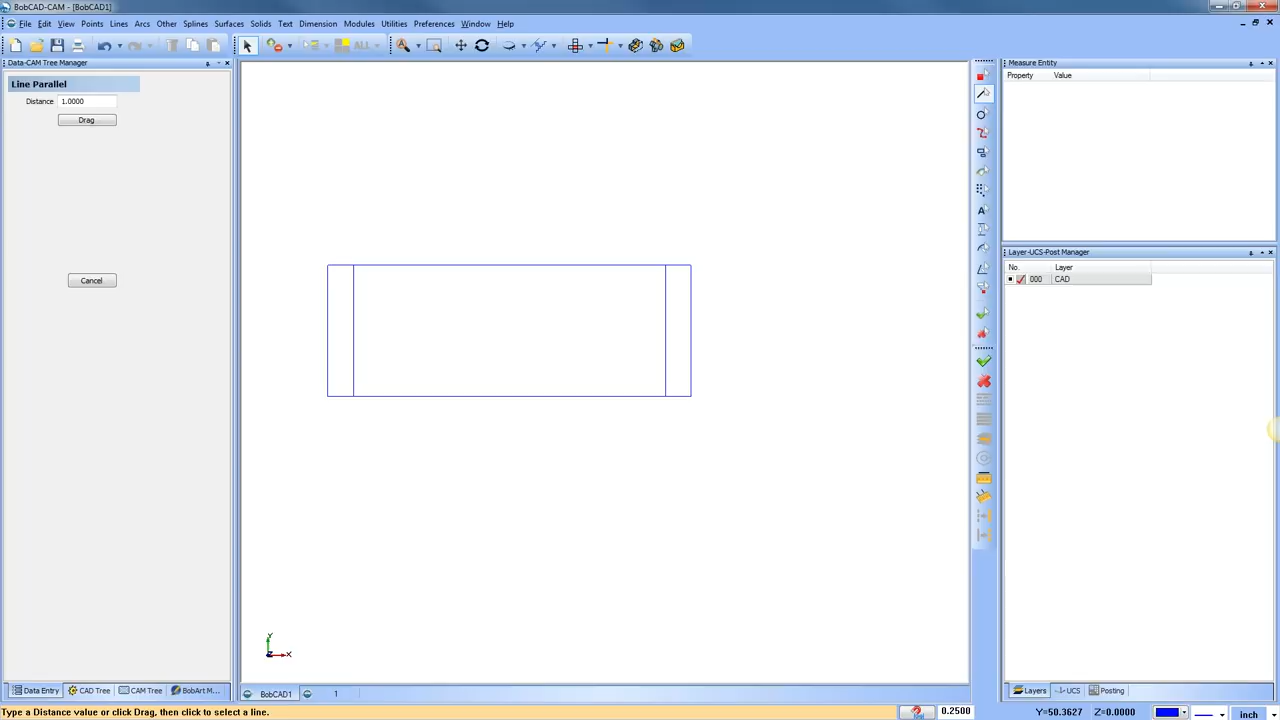 BobCAD-CAM - [BobCAD1]
File Edit View Points Lines Arcs Other Splines Surfaces Solids Text Dimension Modules Utilities Preferences Window Help
ALL
Data-CAM Tree Manager
Line Parallel
Distance 1.0000
Drag
Cancel
Measure Entity
Property Value
Layer-UCS-Post Manager
No. Layer
000 CAD
A
Y
Z X
Data Entry CAD Tree CAM Tree BobArt M...
BobCAD1 1
Layers UCS Posting
Type a Distance value or click Drag, then click to select a line.
0.2500 Y=50.3627 Z=0.0000 inch